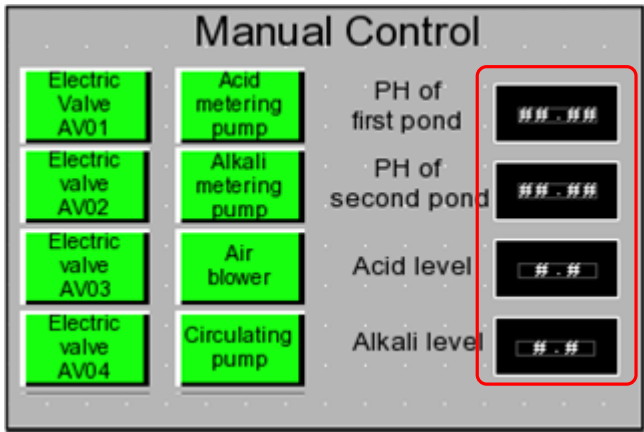 Manual Control
Electric
Valve
AV01
Acid
metering
pump
PH of
first pond
##.##
Electric
valve
AV02
Alkali
metering
pump
PH of
second pond
##.##
Electric
valve
AV03
Air
blower
Acid level
#.#
Electric
valve
AV04
Circulating
pump
Alkali level
#.#